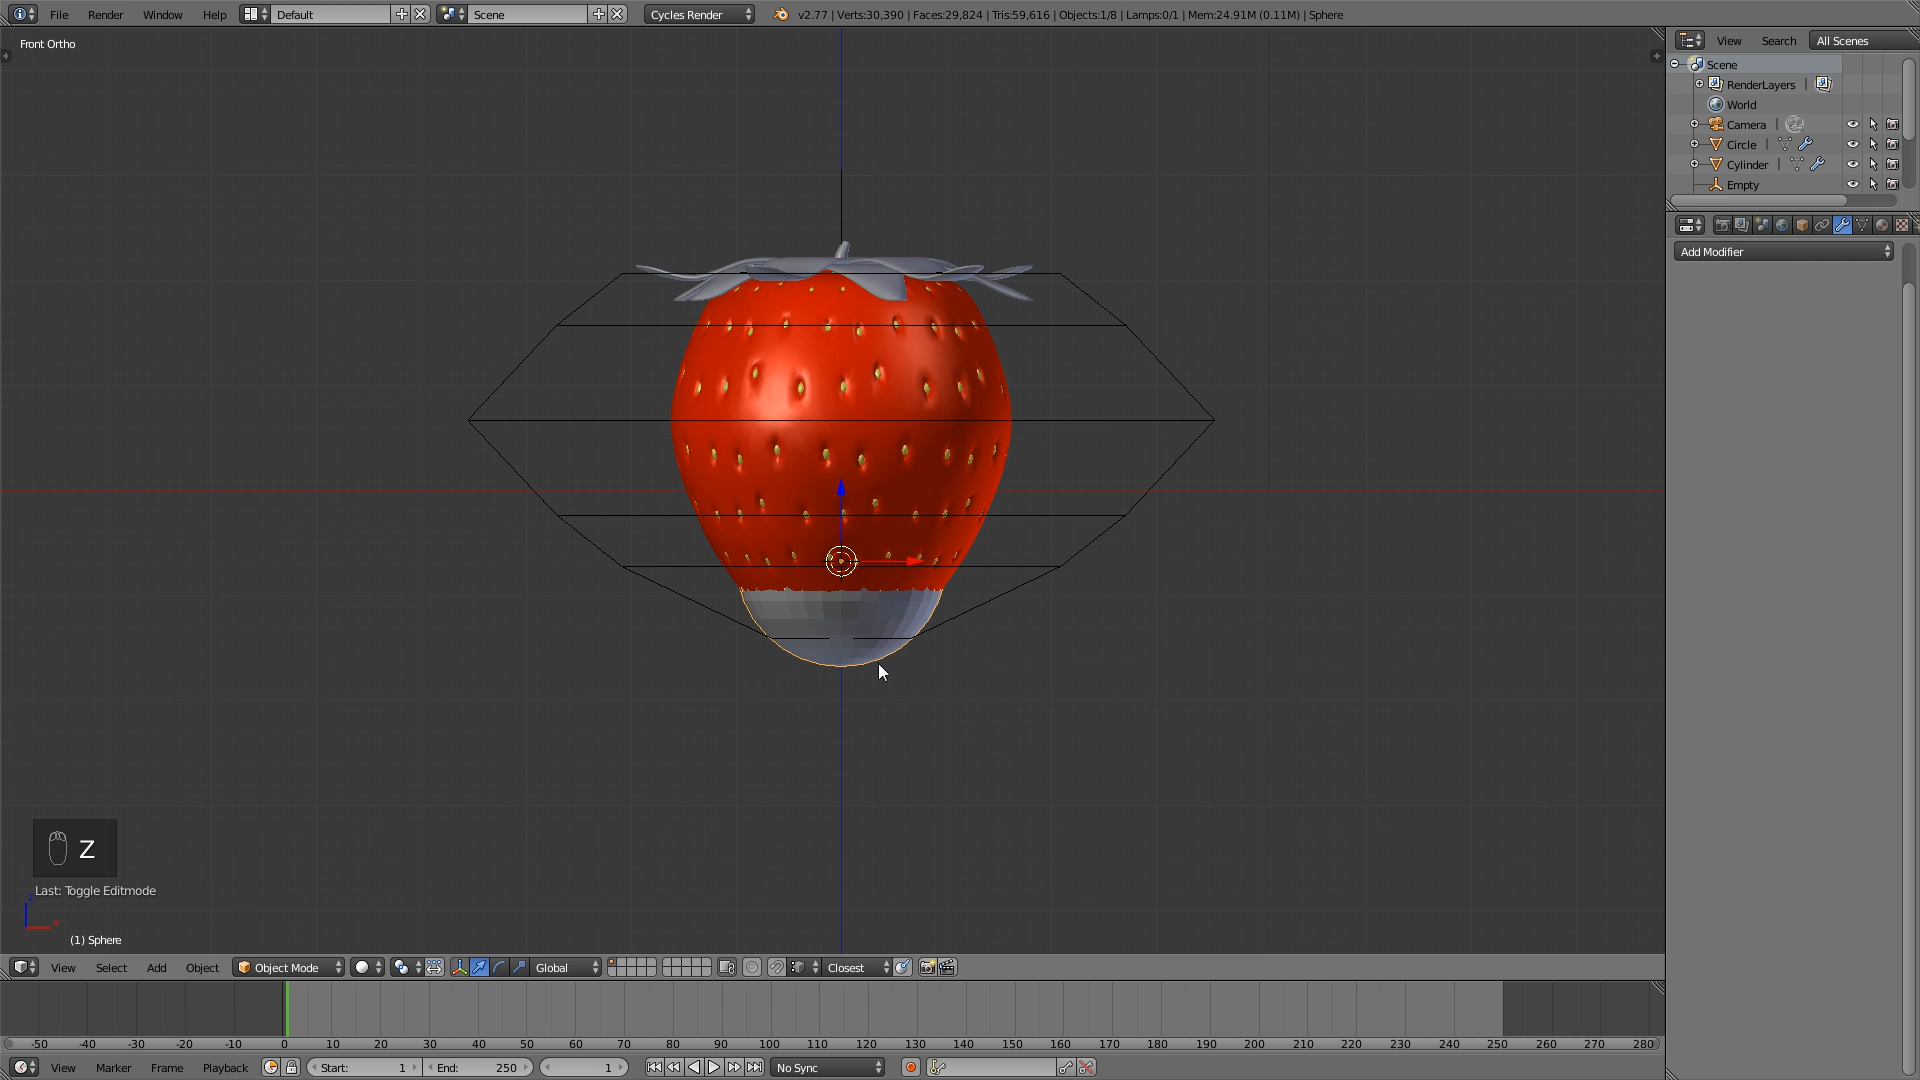 File Render Window Help Default Scene Cycles Render v2.77 | Verts:30,390 | Faces:29,824 | Tris:59,616 | Objects:1/8 | Lamps:0/1 | Mem:24.91M (0.11M) | Sphere
Front Ortho
View Search All Scenes
Scene
RenderLayers |
World
Camera |
Circle |
Cylinder |
Empty
Add Modifier
Z
Last: Toggle Editmode
(1) Sphere
View Select Add Object Object Mode Global Closest
-50 -40 -30 -20 -10 0 10 20 30 40 50 60 70 80 90 100 110 120 130 140 150 160 170 180 190 200 210 220 230 240 250 260 270 280
View Marker Frame Playback Start: 1 End: 250 1 No Sync